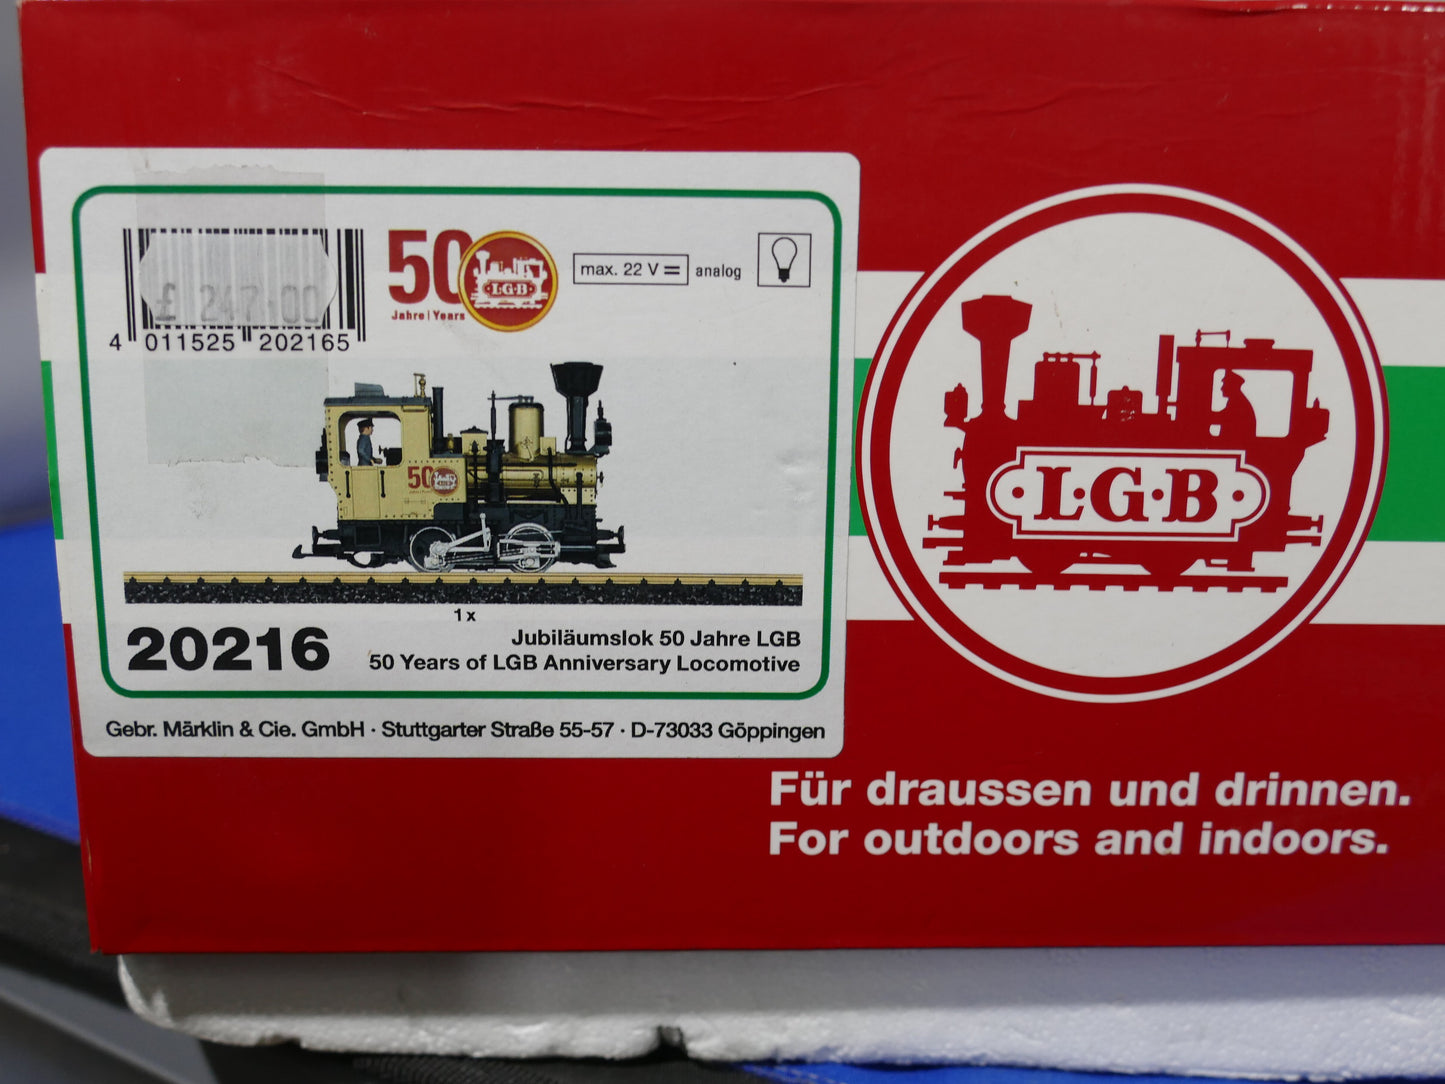 £ 247.00
4 011525 202165
50
L·G·B
Jahre | Years
max. 22 V =
analog
50
1 x
20216
Jubiläumslok 50 Jahre LGB
50 Years of LGB Anniversary Locomotive
Gebr. Märklin & Cie. GmbH · Stuttgarter Straße 55-57 · D-73033 Göppingen
L·G·B
Für draussen und drinnen.
For outdoors and indoors.